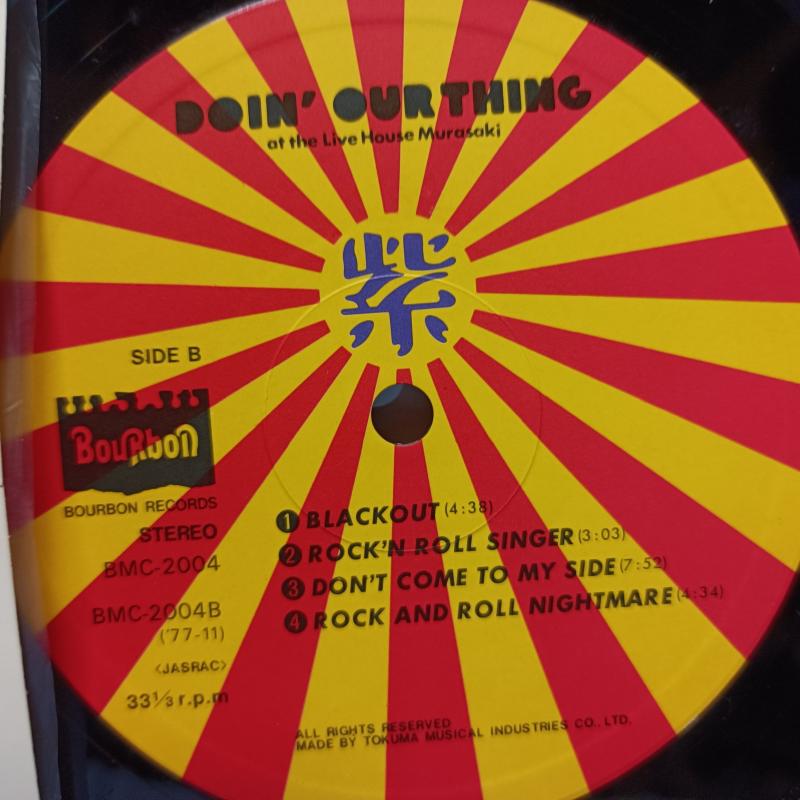 DOIN' OUR THING
at the Live House Murasaki
紫
SIDE B
BouRbon
BOURBON RECORDS
STEREO
BMC-2004
BMC-2004B
('77-11)
<JASRAC>
33⅓ r.p.m
❶ BLACKOUT (4:38)
❷ ROCK'N ROLL SINGER (3:03)
❸ DON'T COME TO MY SIDE (7:52)
❹ ROCK AND ROLL NIGHTMARE (4:34)
ALL RIGHTS RESERVED
MADE BY TOKUMA MUSICAL INDUSTRIES CO., LTD.